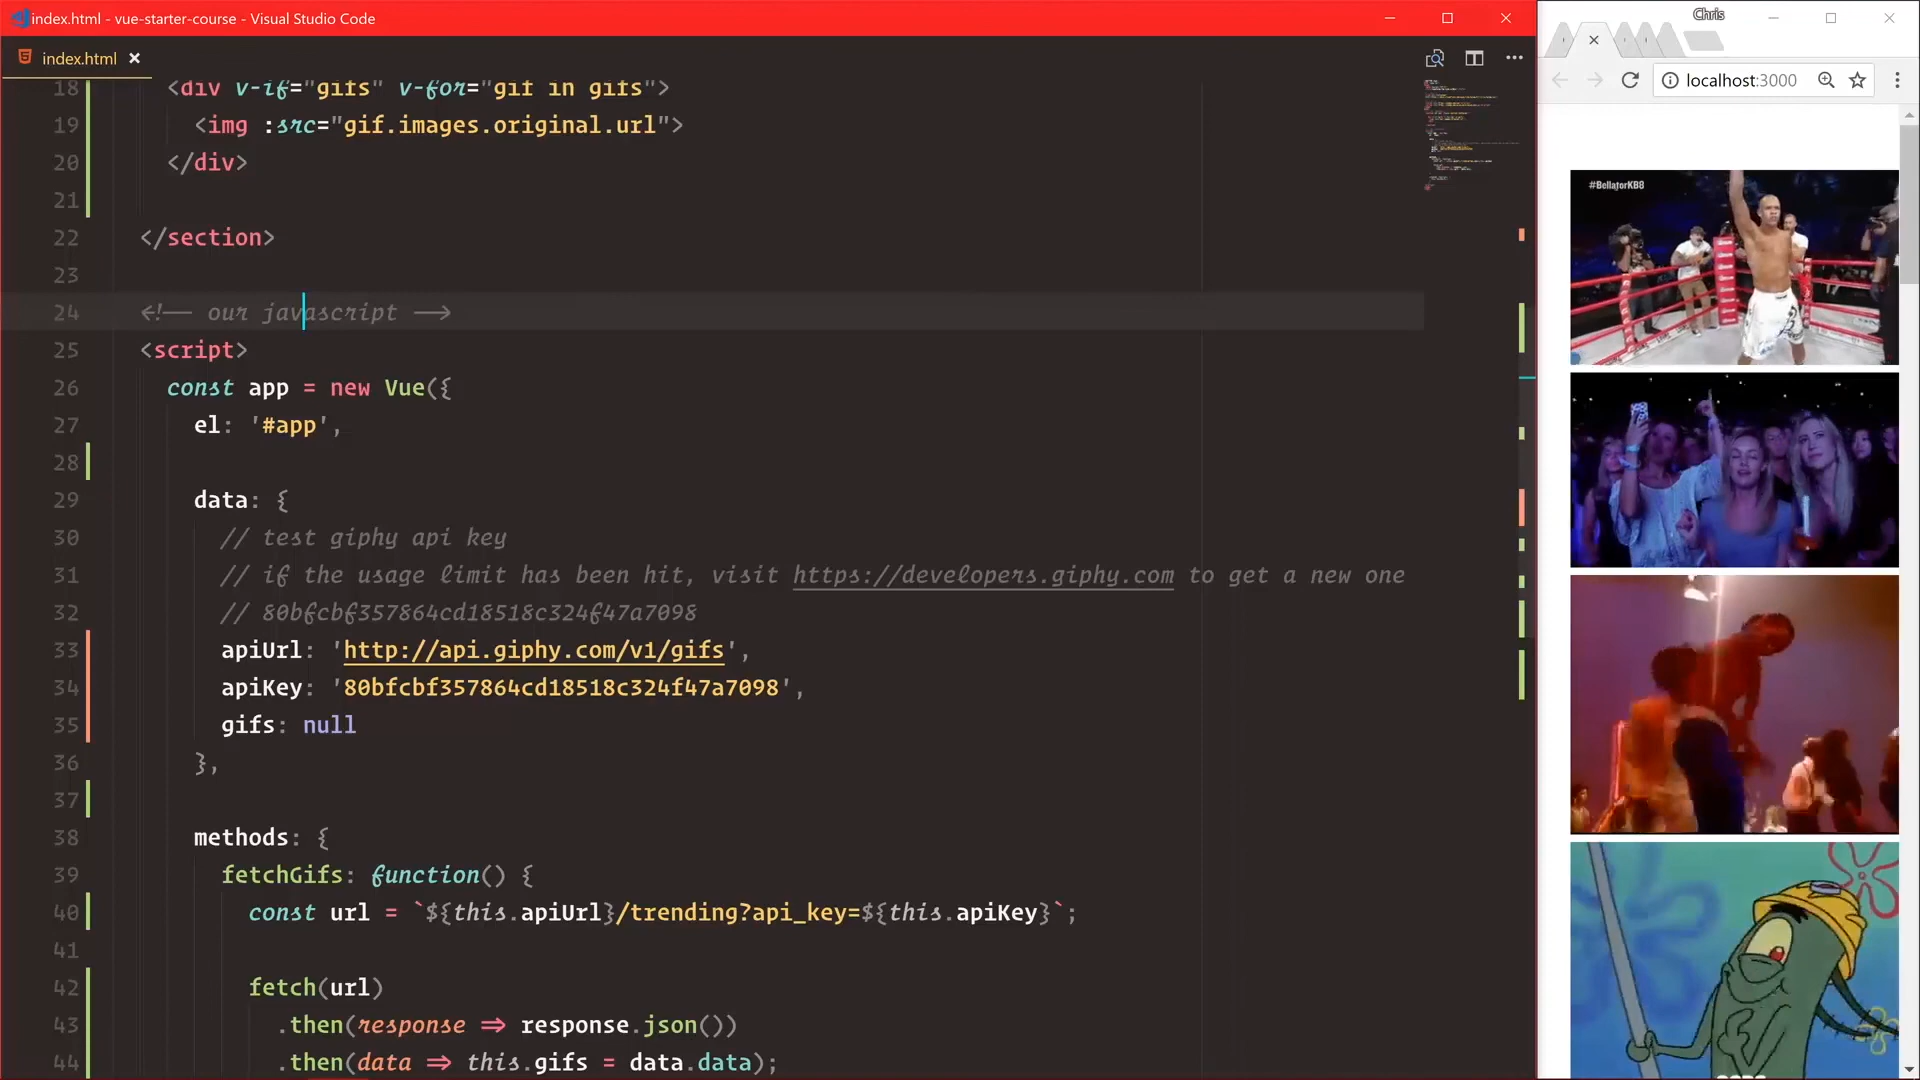 index.html - vue-starter-course - Visual Studio Code
Chris
index.html
localhost:3000
18 <div v-if="gifs" v-for="gif in gifs">
19 <img :src="gif.images.original.url">
20 </div>
21
22 </section>
23
24 <!-- our javascript -->
25 <script>
26 const app = new Vue({
27 el: '#app',
28
29 data: {
30 // test giphy api key
31 // if the usage limit has been hit, visit https://developers.giphy.com to get a new one
32 // 80bfcbf357864cd18518c324f47a7098
33 apiUrl: 'http://api.giphy.com/v1/gifs',
34 apiKey: '80bfcbf357864cd18518c324f47a7098',
35 gifs: null
36 },
37
38 methods: {
39 fetchGifs: function() {
40 const url = `${this.apiUrl}/trending?api_key=${this.apiKey}`;
41
42 fetch(url)
43 .then(response => response.json())
44 .then(data => this.gifs = data.data);
#BellatorKB8